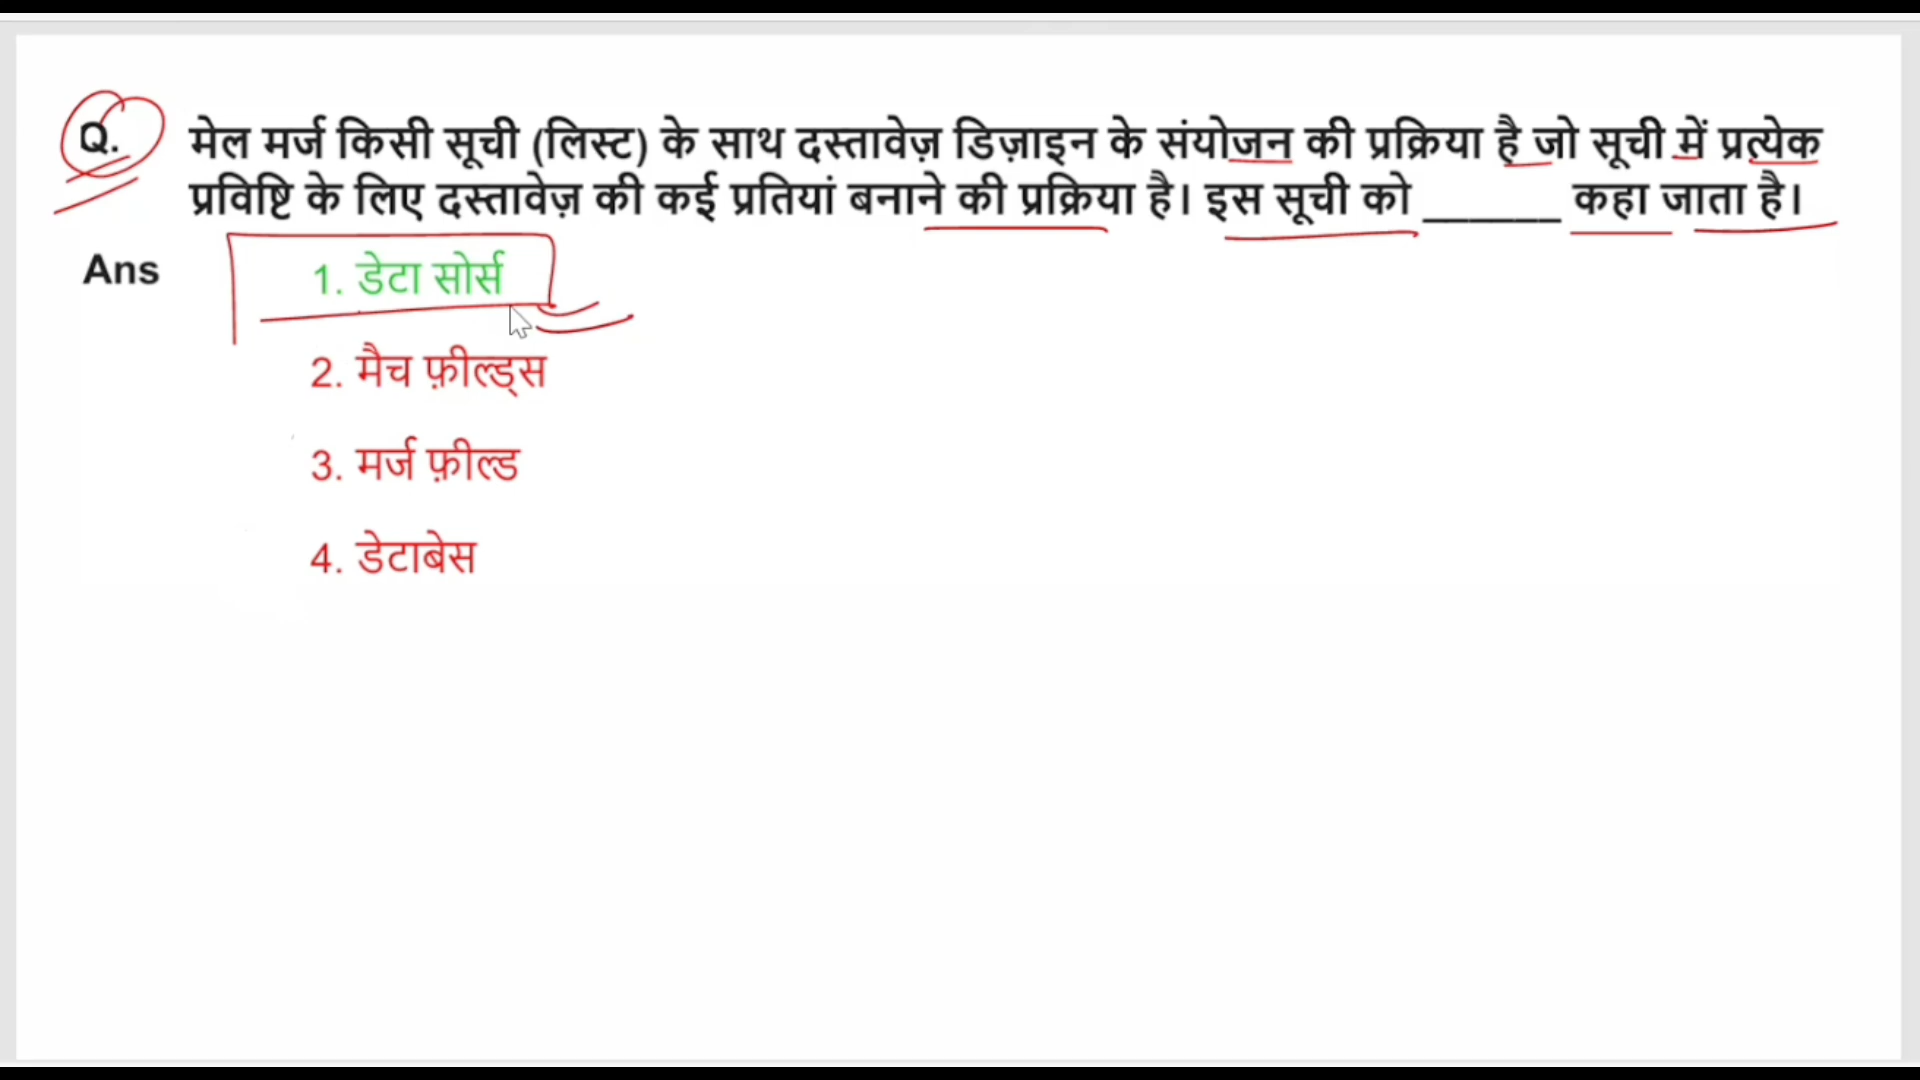 Q. मेल मर्ज किसी सूची (लिस्ट) के साथ दस्तावेज़ डिज़ाइन के संयोजन की प्रक्रिया है जो सूची में प्रत्येक
प्रविष्टि के लिए दस्तावेज़ की कई प्रतियां बनाने की प्रक्रिया है। इस सूची को ______ कहा जाता है।
Ans 1. डेटा सोर्स
2. मैच फ़ील्ड्स
3. मर्ज फ़ील्ड
4. डेटाबेस